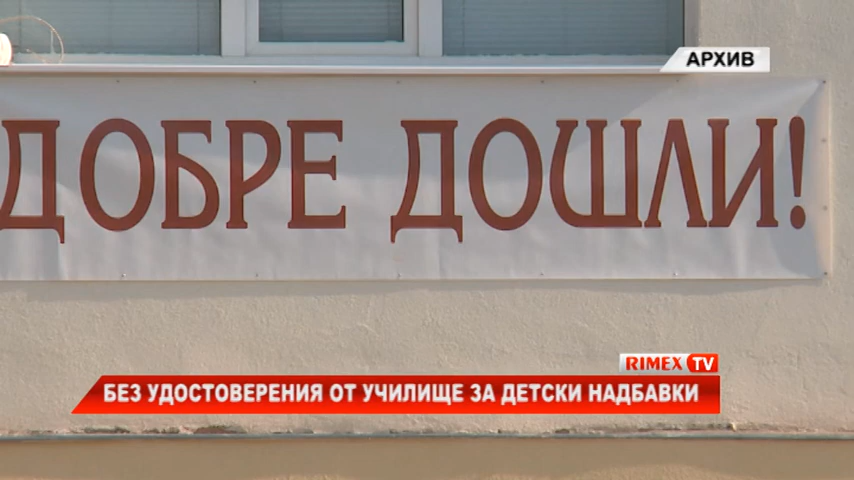 АРХИВ
ДОБРЕ ДОШЛИ!
RIMEX TV
БЕЗ УДОСТОВЕРЕНИЯ ОТ УЧИЛИЩЕ ЗА ДЕТСКИ НАДБАВКИ